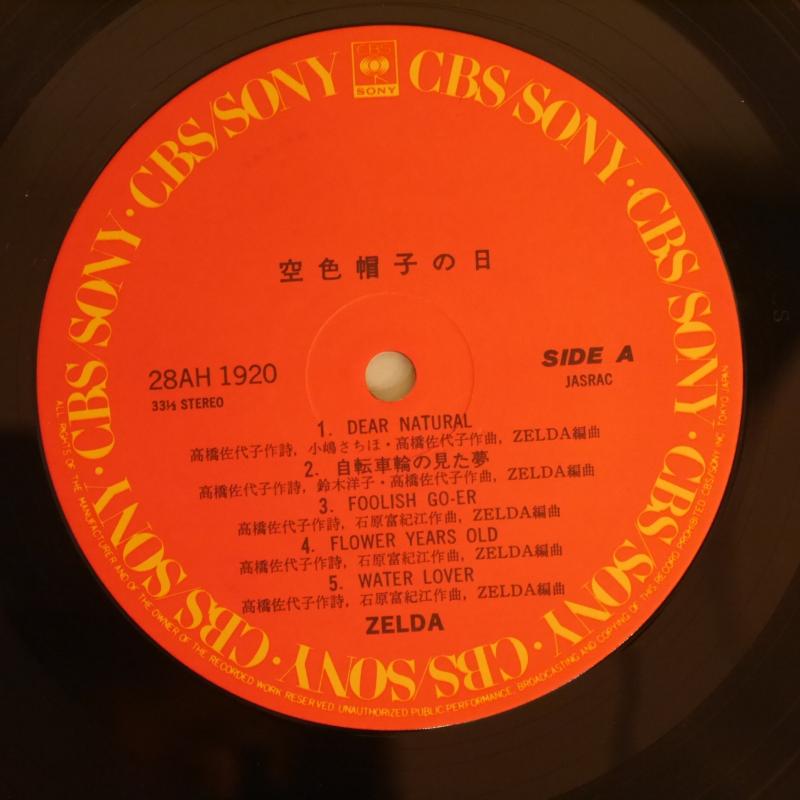 CBS/SONY · CBS/SONY · CBS/SONY · CBS/SONY · CBS/SONY · CBS/SONY · CBS/SONY · CBS/SONY
CBS
SONY
空色帽子の日
28AH 1920
33⅓ STEREO
SIDE A
JASRAC
1. DEAR NATURAL
高橋佐代子作詩, 小嶋さちほ・高橋佐代子作曲, ZELDA編曲
2. 自転車輪の見た夢
高橋佐代子作詩, 鈴木洋子・高橋佐代子作曲, ZELDA編曲
3. FOOLISH GO-ER
高橋佐代子作詩, 石原富紀江作曲, ZELDA編曲
4. FLOWER YEARS OLD
高橋佐代子作詩, 石原富紀江作曲, ZELDA編曲
5. WATER LOVER
高橋佐代子作詩, 石原富紀江作曲, ZELDA編曲
ZELDA
ALL RIGHTS OF THE MANUFACTURER AND OF THE OWNER OF THE RECORDED WORK RESERVED. UNAUTHORIZED PUBLIC PERFORMANCE, BROADCASTING AND COPYING OF THIS RECORD PROHIBITED CBS/SONY INC. TOKYO JAPAN